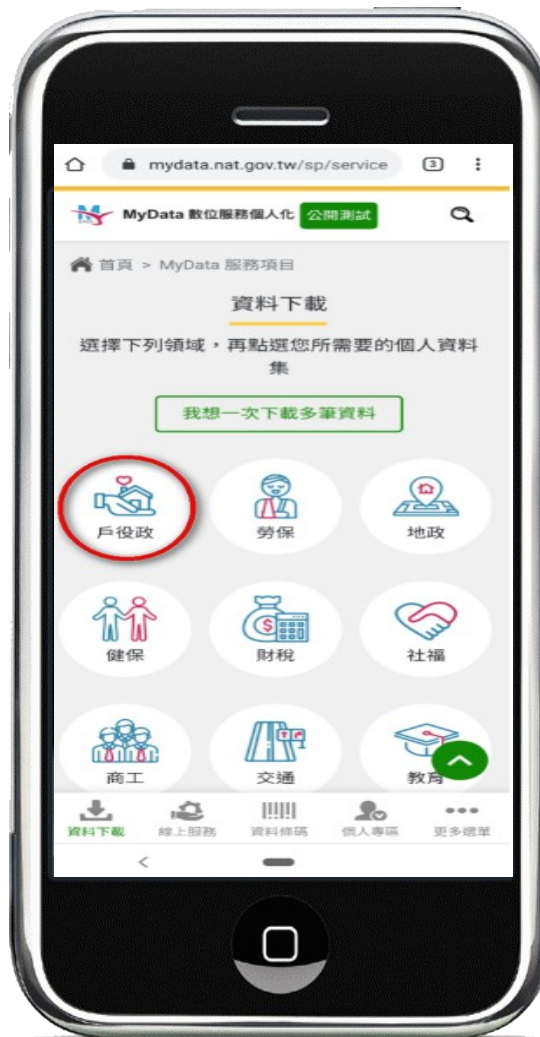 mydata.nat.gov.tw/sp/service 3
MyData 數位服務個人化 公開測試
首頁 > MyData 服務項目
資料下載
選擇下列領域，再點選您所需要的個人資料
集
我想一次下載多筆資料
戶役政 勞保 地政
健保 財稅 社福
商工 交通 教育
資料下載 線上服務 資料條碼 個人專區 更多選單